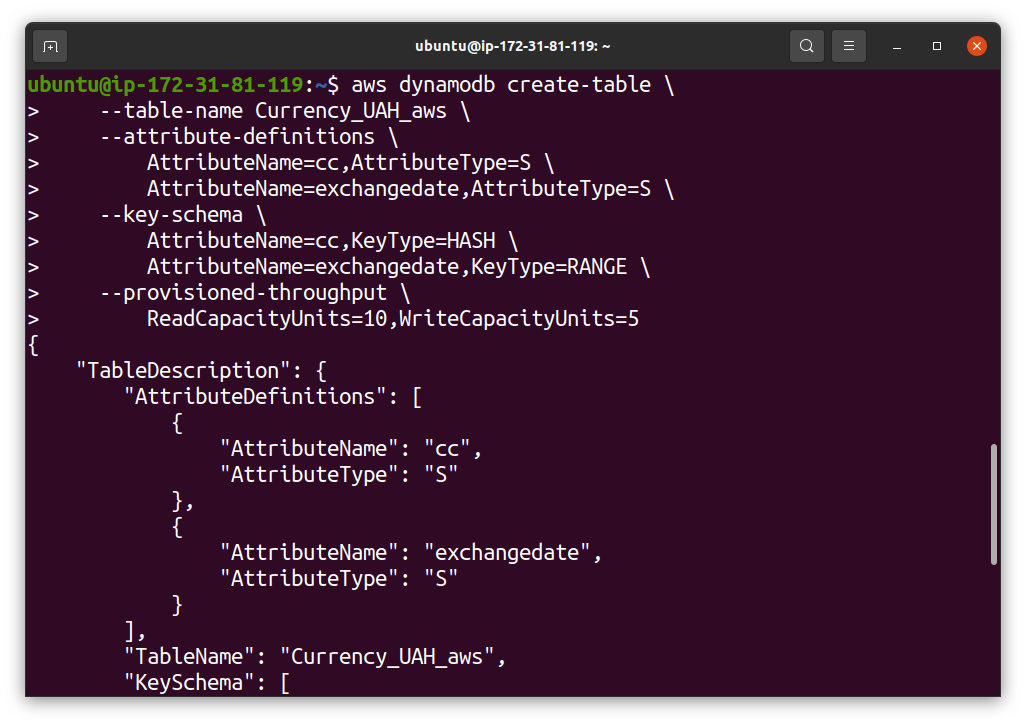 ubuntu@ip-172-31-81-119: ~
ubuntu@ip-172-31-81-119:~$ aws dynamodb create-table \
>     --table-name Currency_UAH_aws \
>     --attribute-definitions \
>         AttributeName=cc,AttributeType=S \
>         AttributeName=exchangedate,AttributeType=S \
>     --key-schema \
>         AttributeName=cc,KeyType=HASH \
>         AttributeName=exchangedate,KeyType=RANGE \
>     --provisioned-throughput \
>         ReadCapacityUnits=10,WriteCapacityUnits=5
{
    "TableDescription": {
        "AttributeDefinitions": [
            {
                "AttributeName": "cc",
                "AttributeType": "S"
            },
            {
                "AttributeName": "exchangedate",
                "AttributeType": "S"
            }
        ],
        "TableName": "Currency_UAH_aws",
        "KeySchema": [